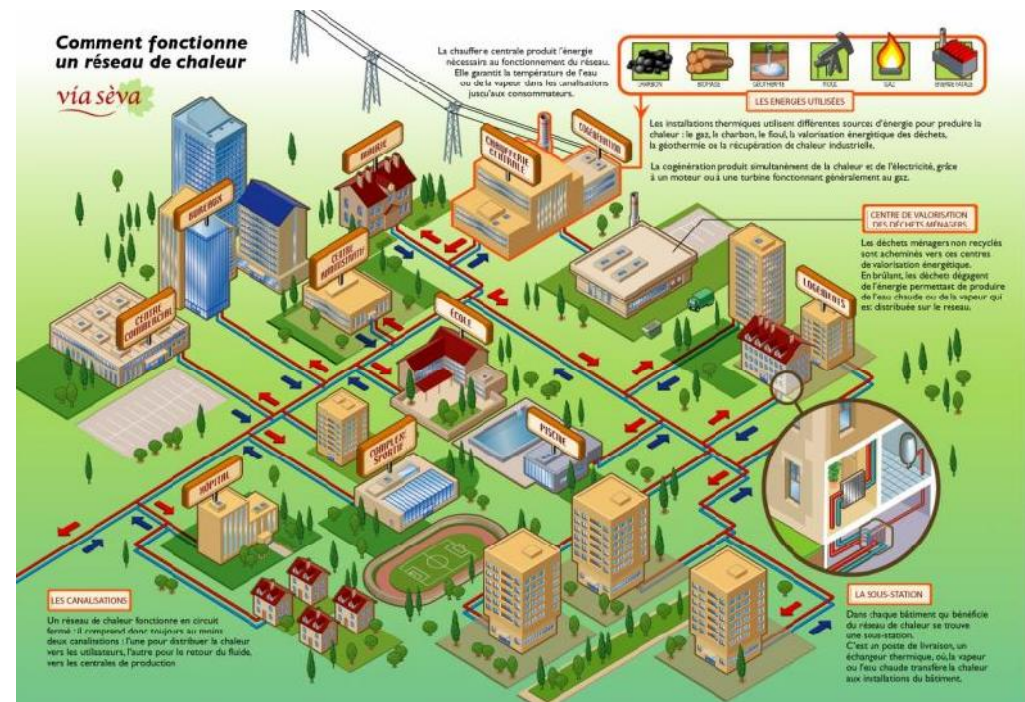 Comment fonctionne
un réseau de chaleur
vía sèva
La chaufferie centrale produit l'énergie
nécessaire au fonctionnement du réseau.
Elle garantit la température de l'eau
ou de la vapeur dans les canalisations
jusqu'aux consommateurs.
CHARBON
BIOMASSE
GÉOTHERMIE
FIOUL
GAZ
ENERGIE FATALE
LES ENERGIES UTILISÉES
Les installations thermiques utilisent différentes sources d'énergie pour produire la
chaleur : le gaz, le charbon, le fioul, la valorisation énergétique des déchets,
la géothermie ou la récupération de chaleur industrielle.
La cogénération produit simultanément de la chaleur et de l'électricité, grâce
à un moteur ou à une turbine fonctionnant généralement au gaz.
CENTRE DE VALORISATION
DES DÉCHETS MÉNAGERS
Les déchets ménagers non recyclés
sont acheminés vers ces centres
de valorisation énergétique.
En brûlant, les déchets dégagent
de l'énergie permettant de produire
de l'eau chaude ou de la vapeur qui
est distribuée sur le reseau.
MAIRIE
CHAUFFERIE
CENTRALE
COGÉNÉRATION
BUREAUX
CENTRE
ADMINISTRATIF
CENTRE
COMMERCIAL
ÉCOLE
LOGEMENTS
PISCINE
COMPLEXE
SPORTIF
HÔPITAL
LES CANALISATIONS
Un réseau de chaleur fonctionne en circuit
fermé : il comprend donc toujours au moins
deux canalisations : l'une pour distribuer la chaleur
vers les utilisateurs, l'autre pour le retour du fluide,
vers les centrales de production
LA SOUS-STATION
Dans chaque bâtiment qui bénéficie
du réseau de chaleur se trouve
une sous-station.
C'est un poste de livraison, un
échangeur thermique, où, la vapeur
ou l'eau chaude transfère la chaleur
aux installations du bâtiment.